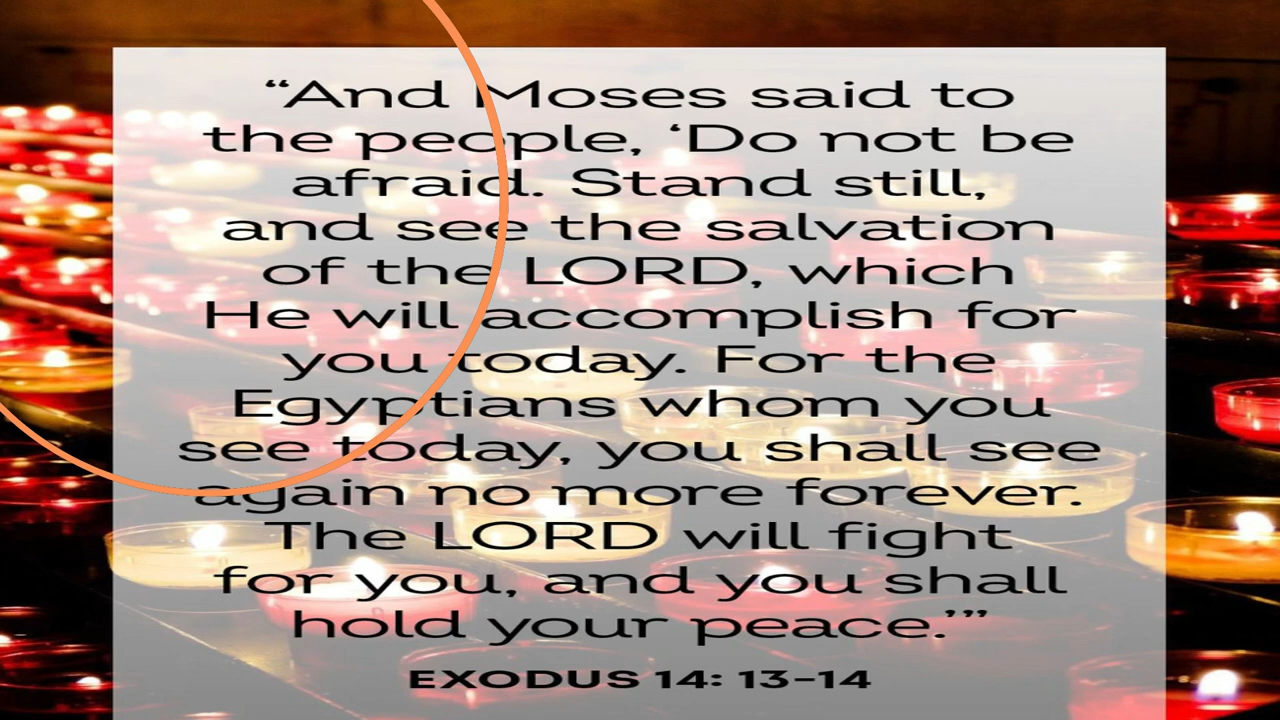 “And Moses said to
the people, ‘Do not be
afraid. Stand still,
and see the salvation
of the LORD, which
He will accomplish for
you today. For the
Egyptians whom you
see today, you shall see
again no more forever.
The LORD will fight
for you, and you shall
hold your peace.’”
EXODUS 14: 13-14